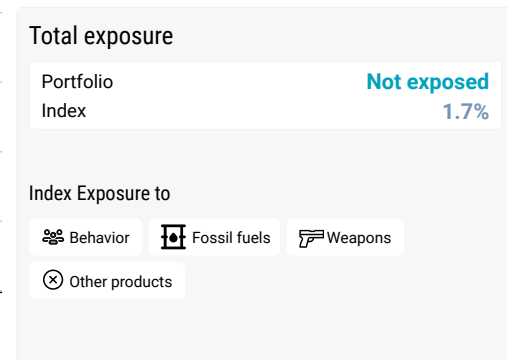 Total exposure
Portfolio Not exposed
Index 1.7%
Index Exposure to
Behavior Fossil fuels Weapons
Other products